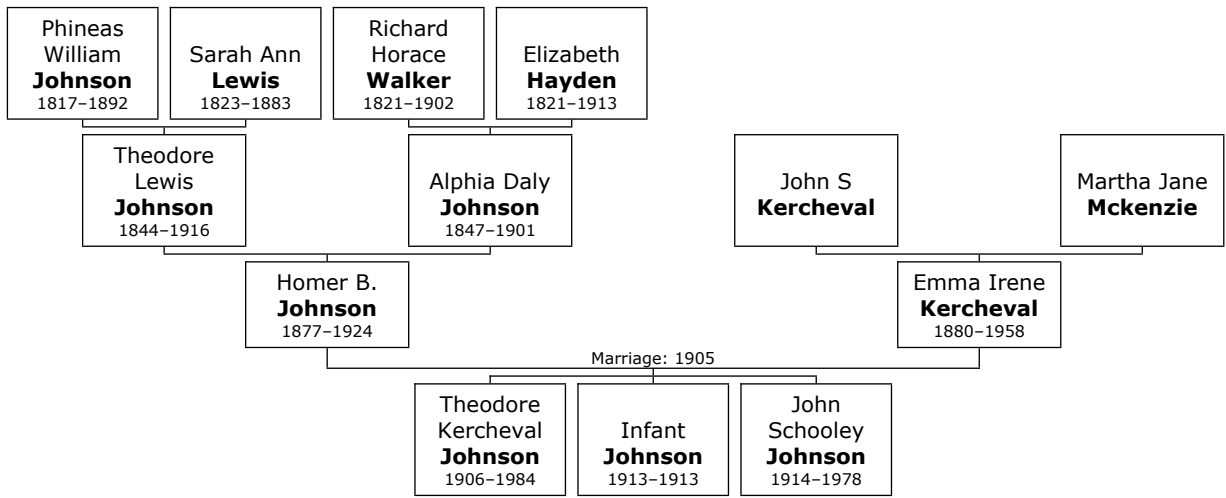 Phineas
William
Johnson
1817–1892
Sarah Ann
Lewis
1823–1883
Richard
Horace
Walker
1821–1902
Elizabeth
Hayden
1821–1913
Theodore
Lewis
Johnson
1844–1916
Alphia Daly
Johnson
1847–1901
John S
Kercheval
Martha Jane
Mckenzie
Homer B.
Johnson
1877–1924
Emma Irene
Kercheval
1880–1958
Marriage: 1905
Theodore
Kercheval
Johnson
1906–1984
Infant
Johnson
1913–1913
John
Schooley
Johnson
1914–1978